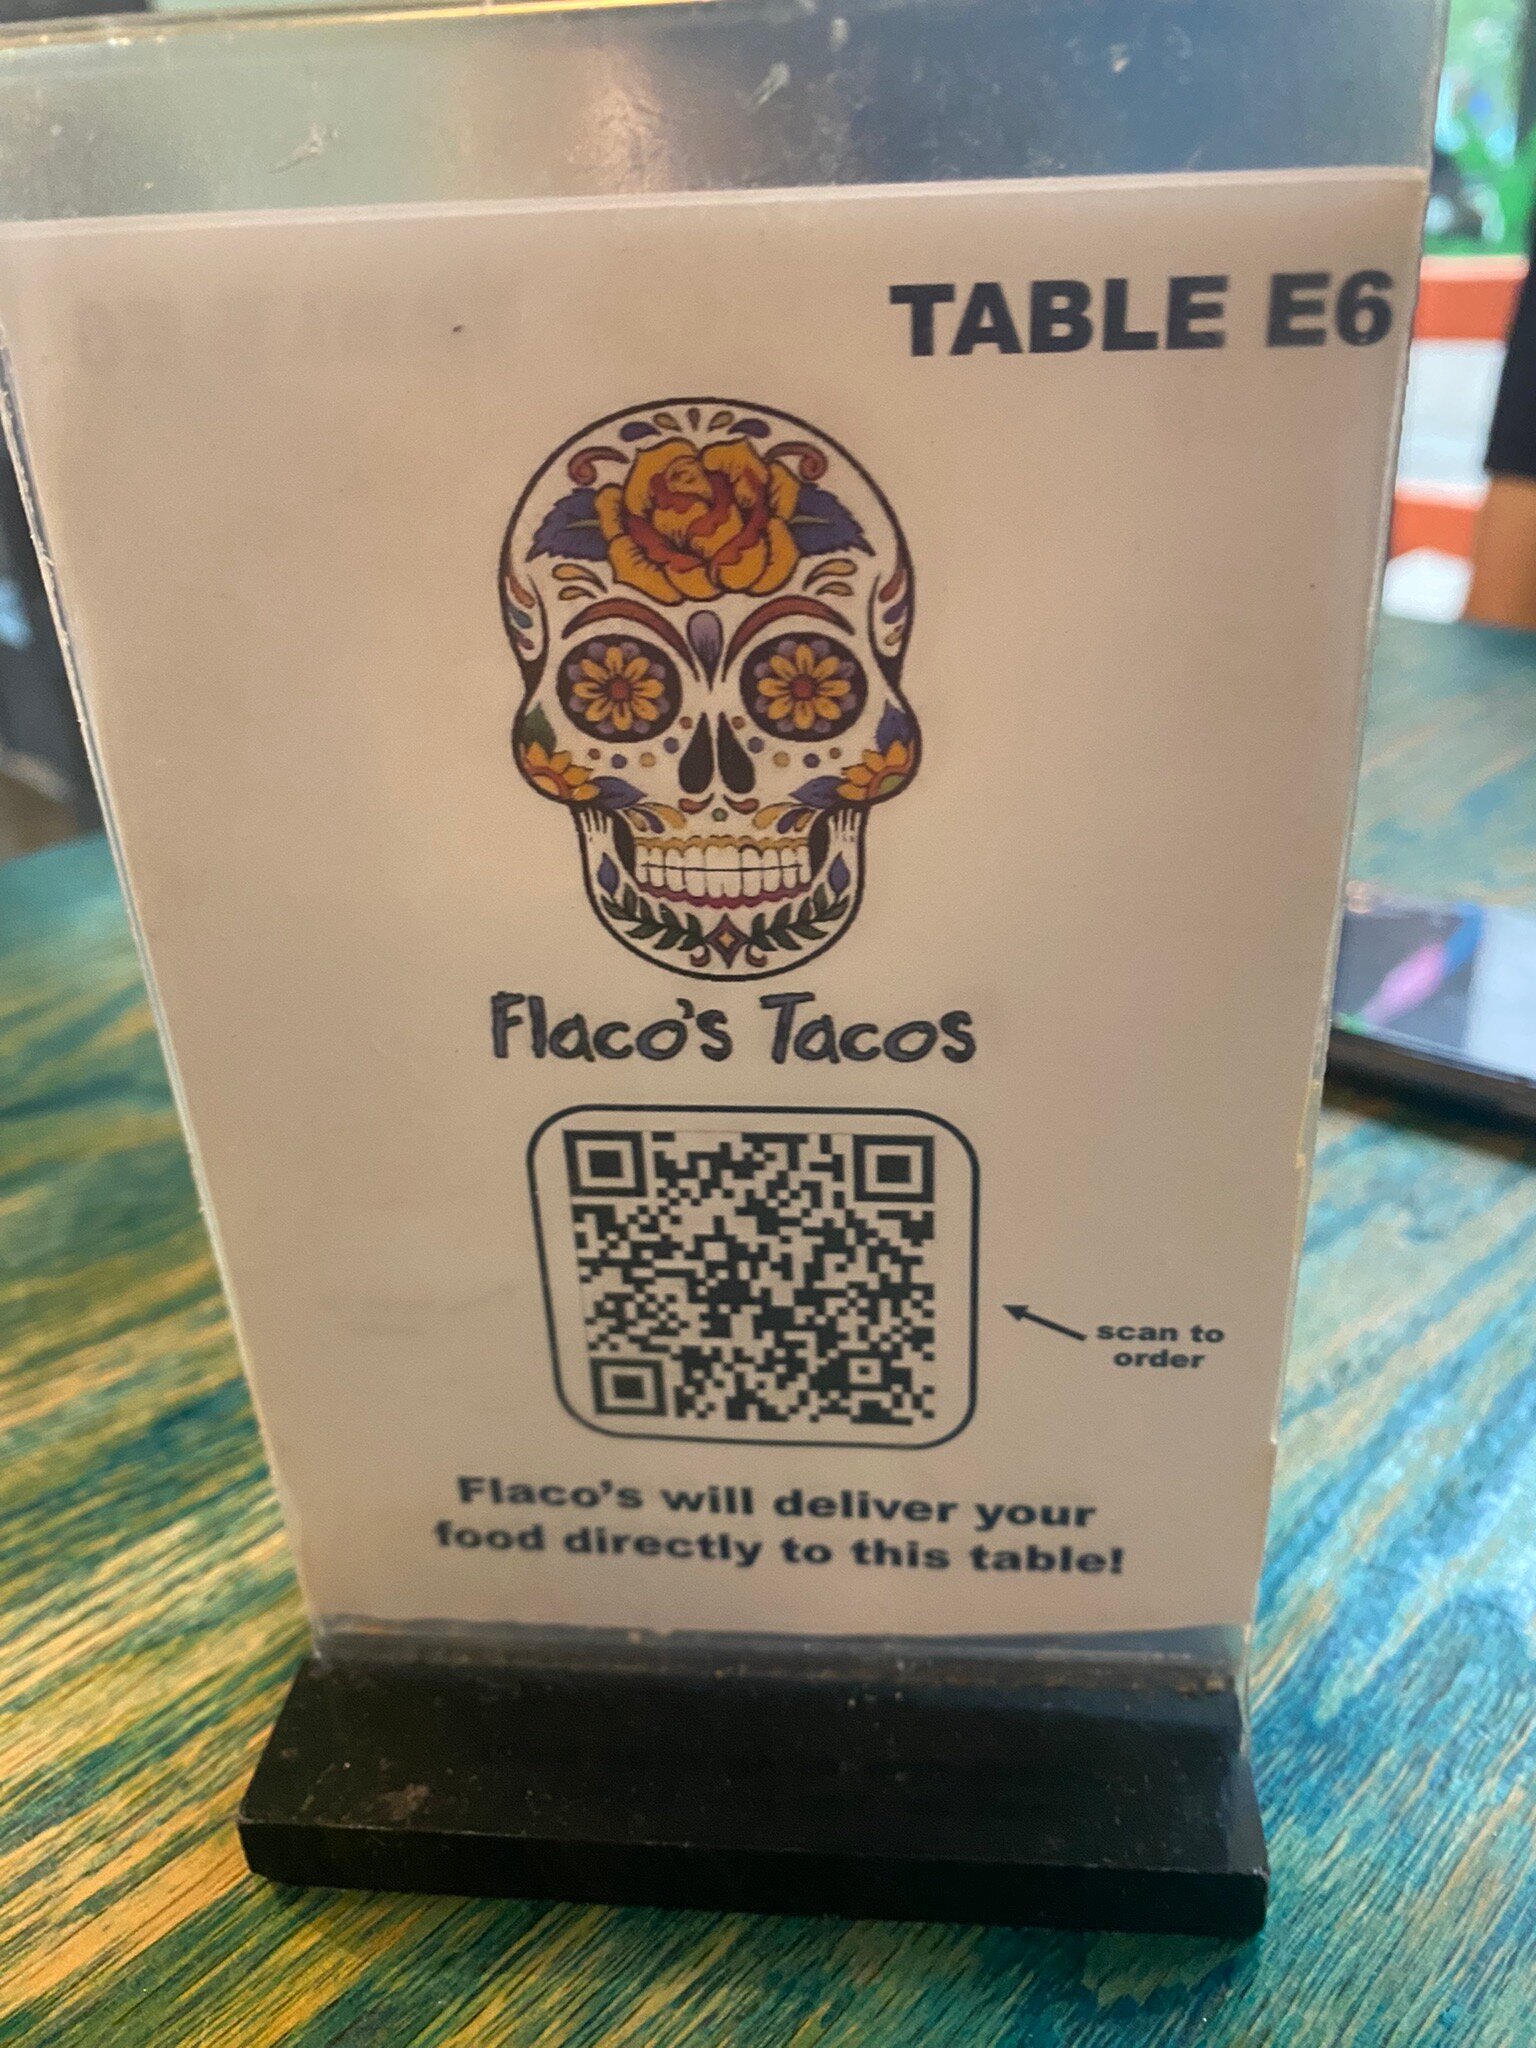 TABLE E6
Flaco's Tacos
scan to
order
Flaco's will deliver your
food directly to this table!